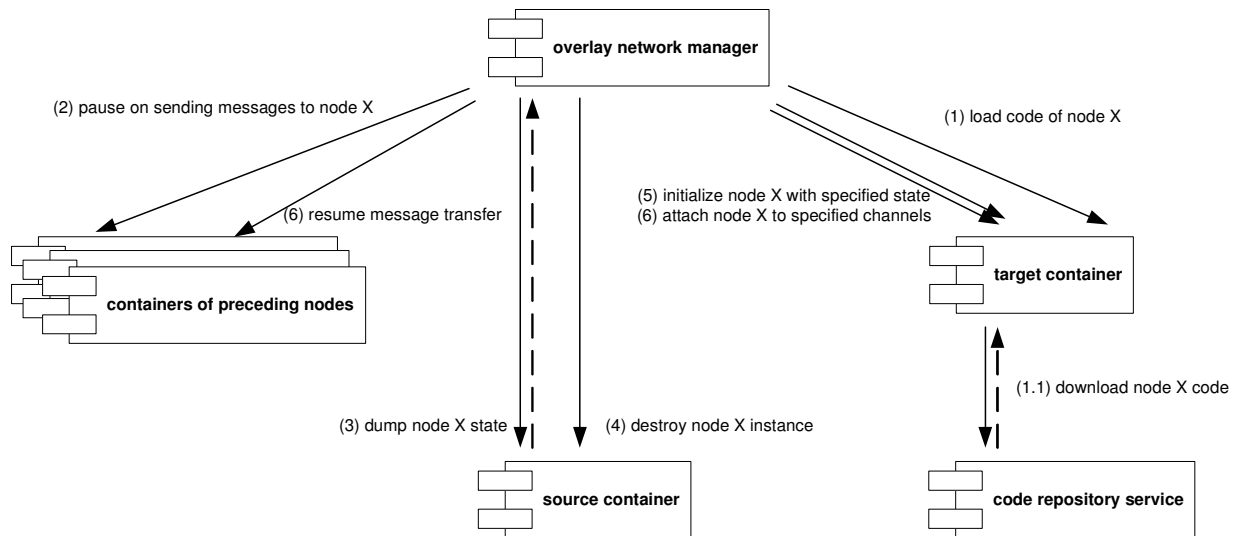 overlay network manager
(2) pause on sending messages to node X
(1) load code of node X
(5) initialize node X with specified state
(6) resume message transfer
(6) attach node X to specified channels
containers of preceding nodes
target container
(1.1) download node X code
(3) dump node X state
(4) destroy node X instance
source container
code repository service